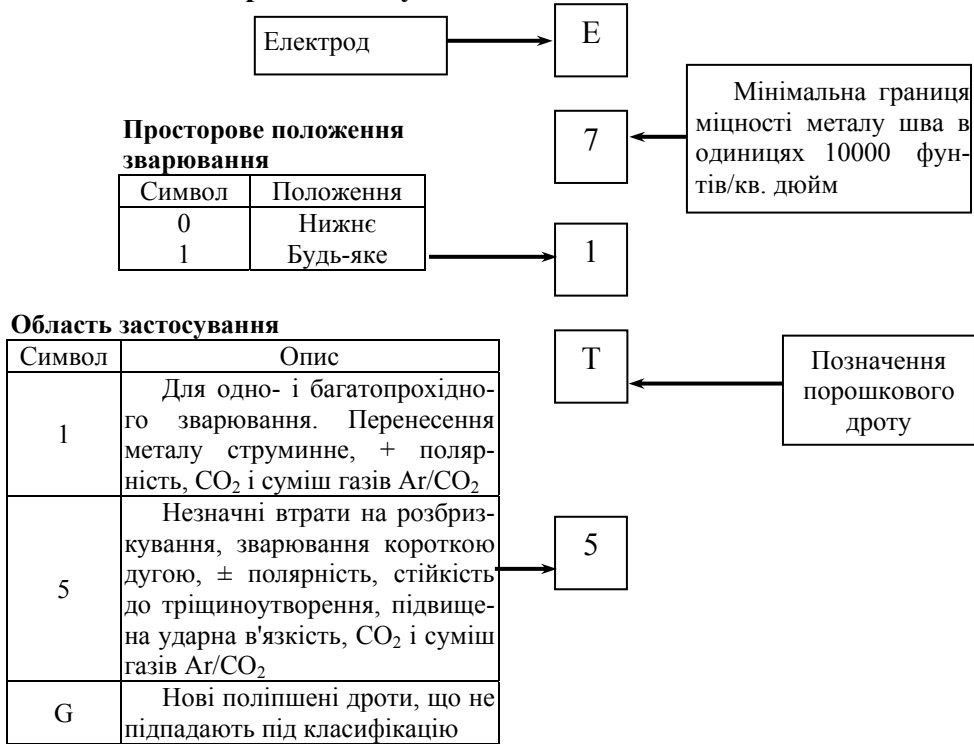 Електрод
E
Мінімальна границя
міцності металу шва в
одиницях 10000 фун-
тів/кв. дюйм
7
Просторове положення
зварювання
Символ Положення
0 Нижнє
1 Будь-яке
1
Область застосування
Символ Опис
1
Для одно- і багатопрохідно-
го зварювання. Перенесення
металу струминне, + поляр-
ність, CO₂ і суміш газів Ar/CO₂
5
Незначні втрати на розбриз-
кування, зварювання короткою
дугою, ± полярність, стійкість
до тріщиноутворення, підвище-
на ударна в'язкість, CO₂ і суміш
газів Ar/CO₂
G
Нові поліпшені дроти, що не
підпадають під класифікацію
T
Позначення
порошкового
дроту
5